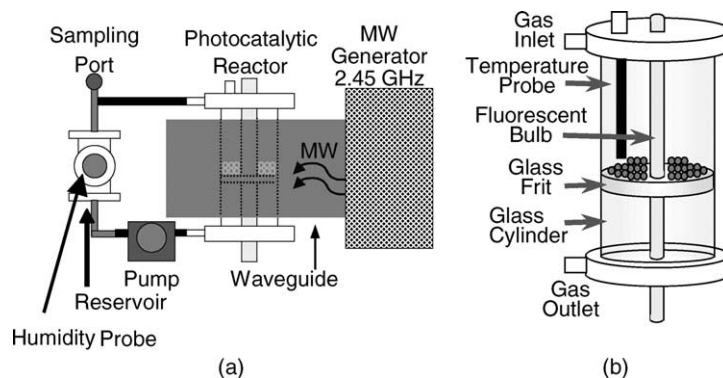 Sampling
Port
Photocatalytic
Reactor
MW
Generator
2.45 GHz
MW
Pump
Waveguide
Reservoir
Humidity Probe
(a)
Gas
Inlet
Temperature
Probe
Fluorescent
Bulb
Glass
Frit
Glass
Cylinder
Gas
Outlet
(b)